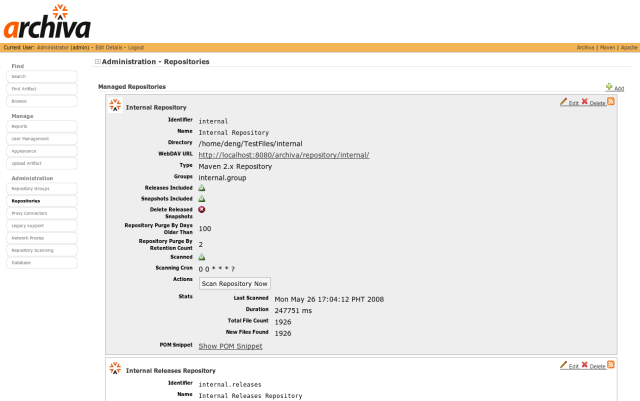 archiva
Current User: Administrator (admin) - Edit Details - Logout
Archiva | Maven | Apache
Find
Search
Find Artifact
Browse
Manage
Reports
User Management
Appearance
Upload Artifact
Administration
Repository Groups
Repositories
Proxy Connectors
Legacy Support
Network Proxies
Repository Scanning
Database
Administration - Repositories
Managed Repositories
Add
Internal Repository
Edit Delete
Identifier internal
Name Internal Repository
Directory /home/deng/TestFiles/internal
WebDAV URL http://localhost:8080/archiva/repository/internal/
Type Maven 2.x Repository
Groups internal.group
Releases Included
Snapshots Included
Delete Released
Snapshots
Repository Purge By Days
Older Than 100
Repository Purge By
Retention Count 2
Scanned
Scanning Cron 0 0 * * * ?
Actions Scan Repository Now
Stats Last Scanned Mon May 26 17:04:12 PHT 2008
Duration 247751 ms
Total File Count 1926
New Files Found 1926
POM Snippet Show POM Snippet
Internal Releases Repository
Edit Delete
Identifier internal.releases
Name Internal Releases Repository